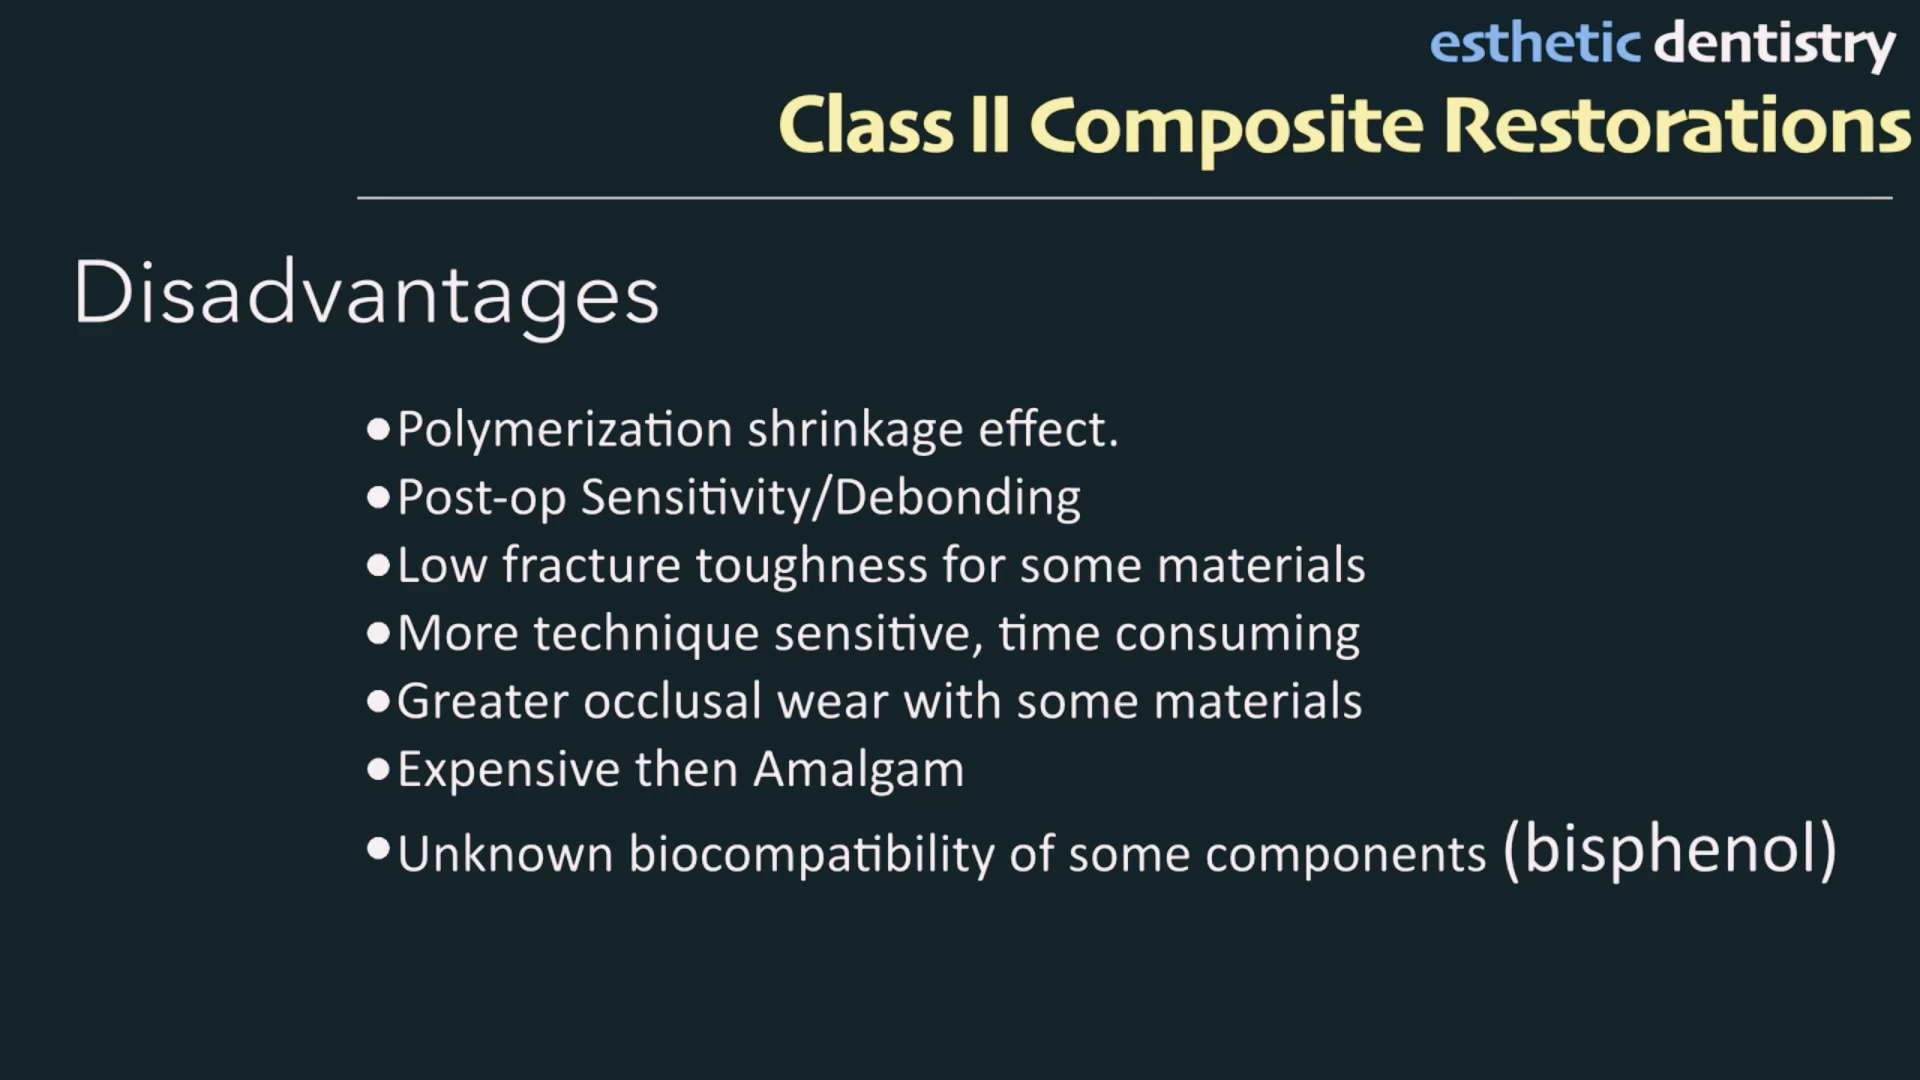 esthetic dentistry
Class II Composite Restorations
Disadvantages
●Polymerization shrinkage effect.
●Post-op Sensitivity/Debonding
●Low fracture toughness for some materials
●More technique sensitive, time consuming
●Greater occlusal wear with some materials
●Expensive then Amalgam
●Unknown biocompatibility of some components (bisphenol)